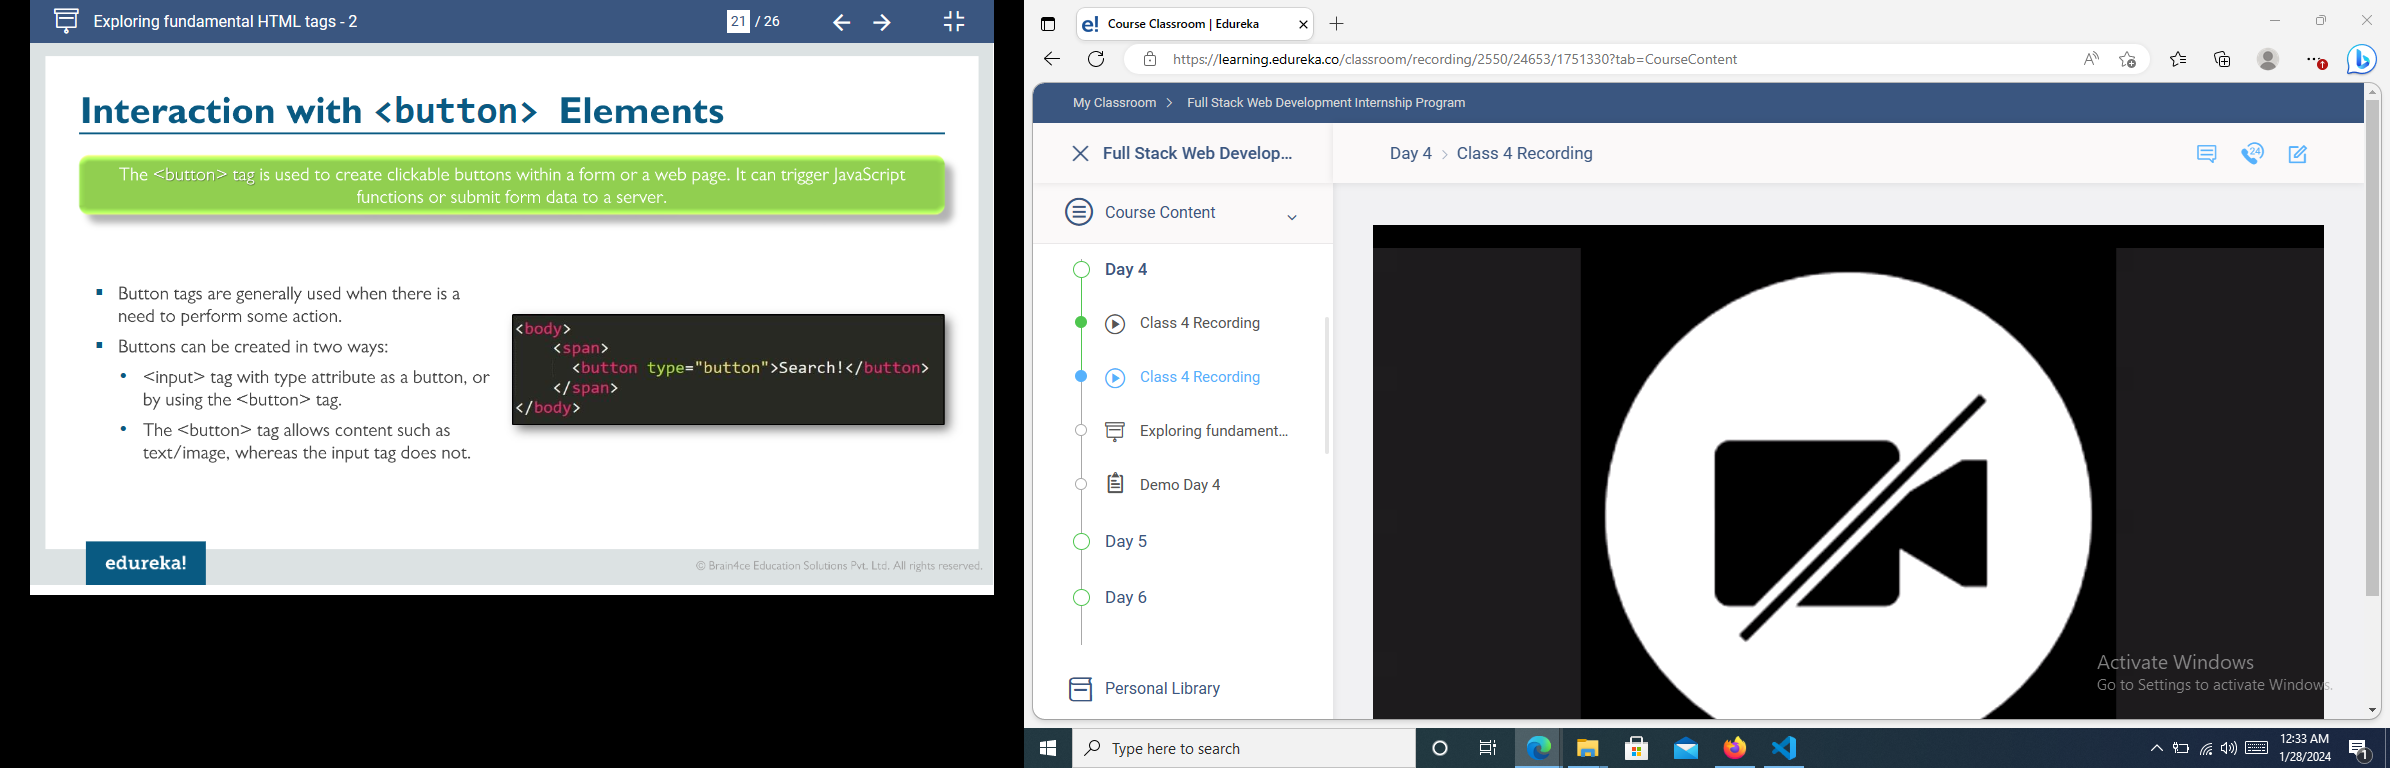 Exploring fundamental HTML tags - 2
21 / 26
Interaction with <button> Elements
The <button> tag is used to create clickable buttons within a form or a web page. It can trigger JavaScript
functions or submit form data to a server.
Button tags are generally used when there is a
need to perform some action.
Buttons can be created in two ways:
<input> tag with type attribute as a button, or
by using the <button> tag.
The <button> tag allows content such as
text/image, whereas the input tag does not.
<body>
<span>
<button type="button">Search!</button>
</span>
</body>
edureka!
© Brain4ce Education Solutions Pvt. Ltd. All rights reserved.
e! Course Classroom | Edureka
https://learning.edureka.co/classroom/recording/2550/24653/1751330?tab=CourseContent
My Classroom > Full Stack Web Development Internship Program
Full Stack Web Develop...
Day 4 > Class 4 Recording
24
Course Content
Day 4
Class 4 Recording
Class 4 Recording
Exploring fundament...
Demo Day 4
Day 5
Day 6
Personal Library
Activate Windows
Go to Settings to activate Windows.
Type here to search
12:33 AM
1/28/2024
1